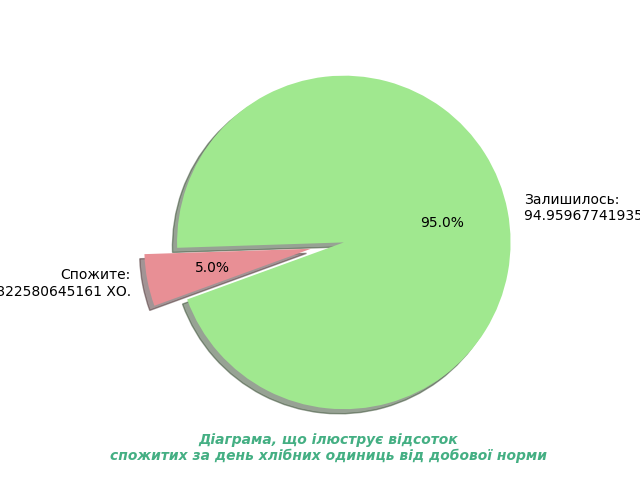 Залишилось:
94.95967741935
95.0%
5.0%
Спожите:
322580645161 ХО.
Діаграма, що ілюструє відсоток
спожитих за день хлібних одиниць від добової норми